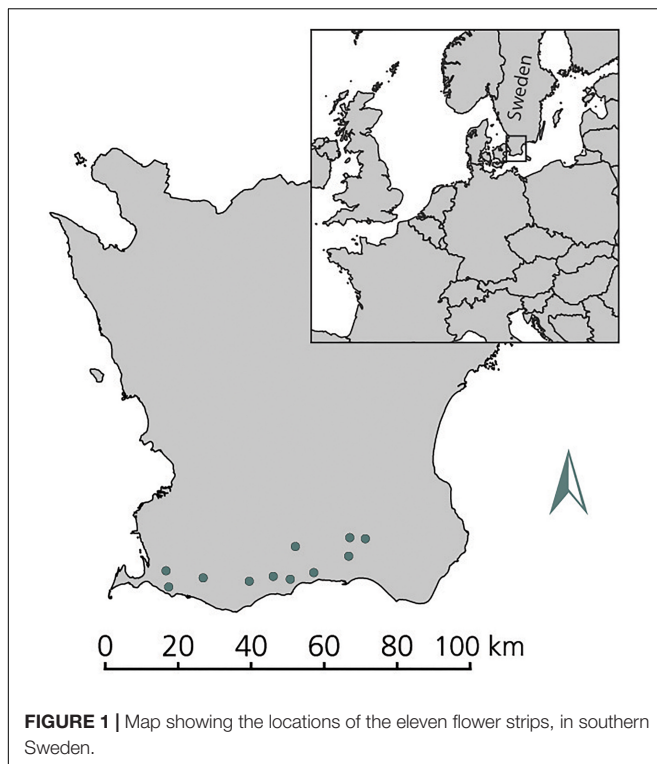 Sweden
0 20 40 60 80 100 km
FIGURE 1 | Map showing the locations of the eleven flower strips, in southern
Sweden.